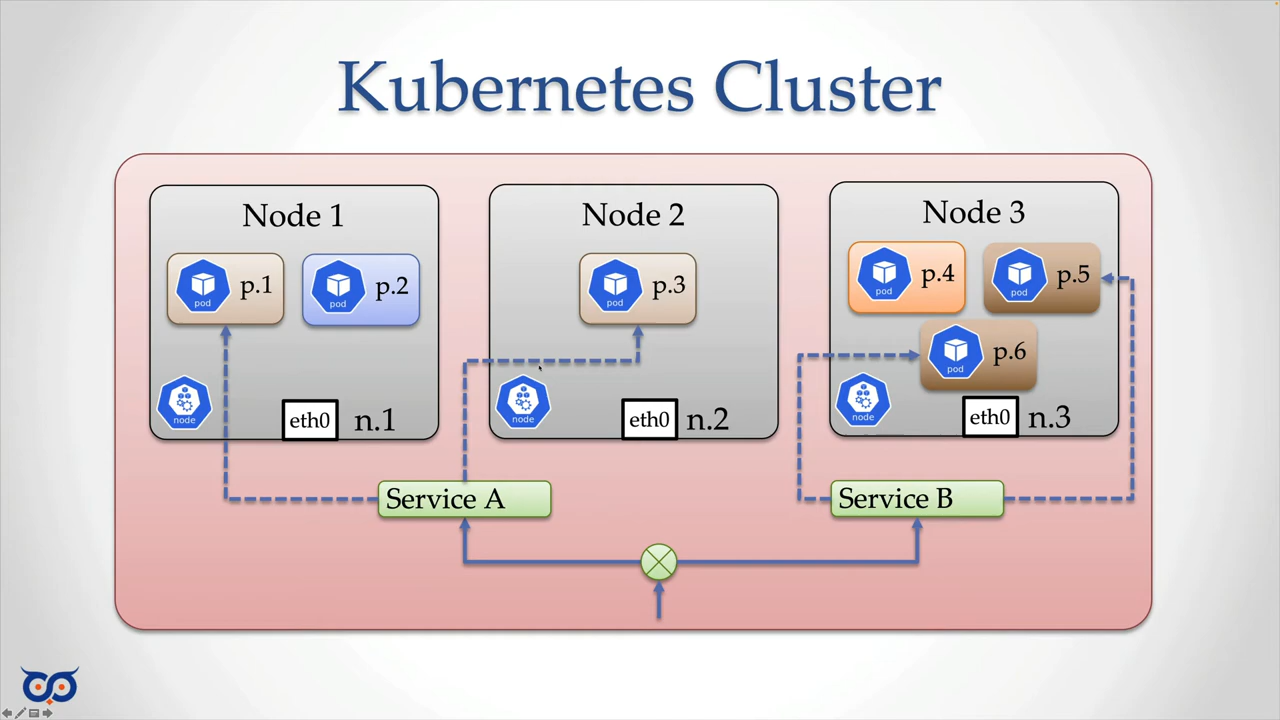 Kubernetes Cluster
Node 1
pod
p.1
pod
p.2
node
eth0
n.1
Node 2
pod
p.3
node
eth0
n.2
Node 3
pod
p.4
pod
p.5
pod
p.6
node
eth0
n.3
Service A
Service B